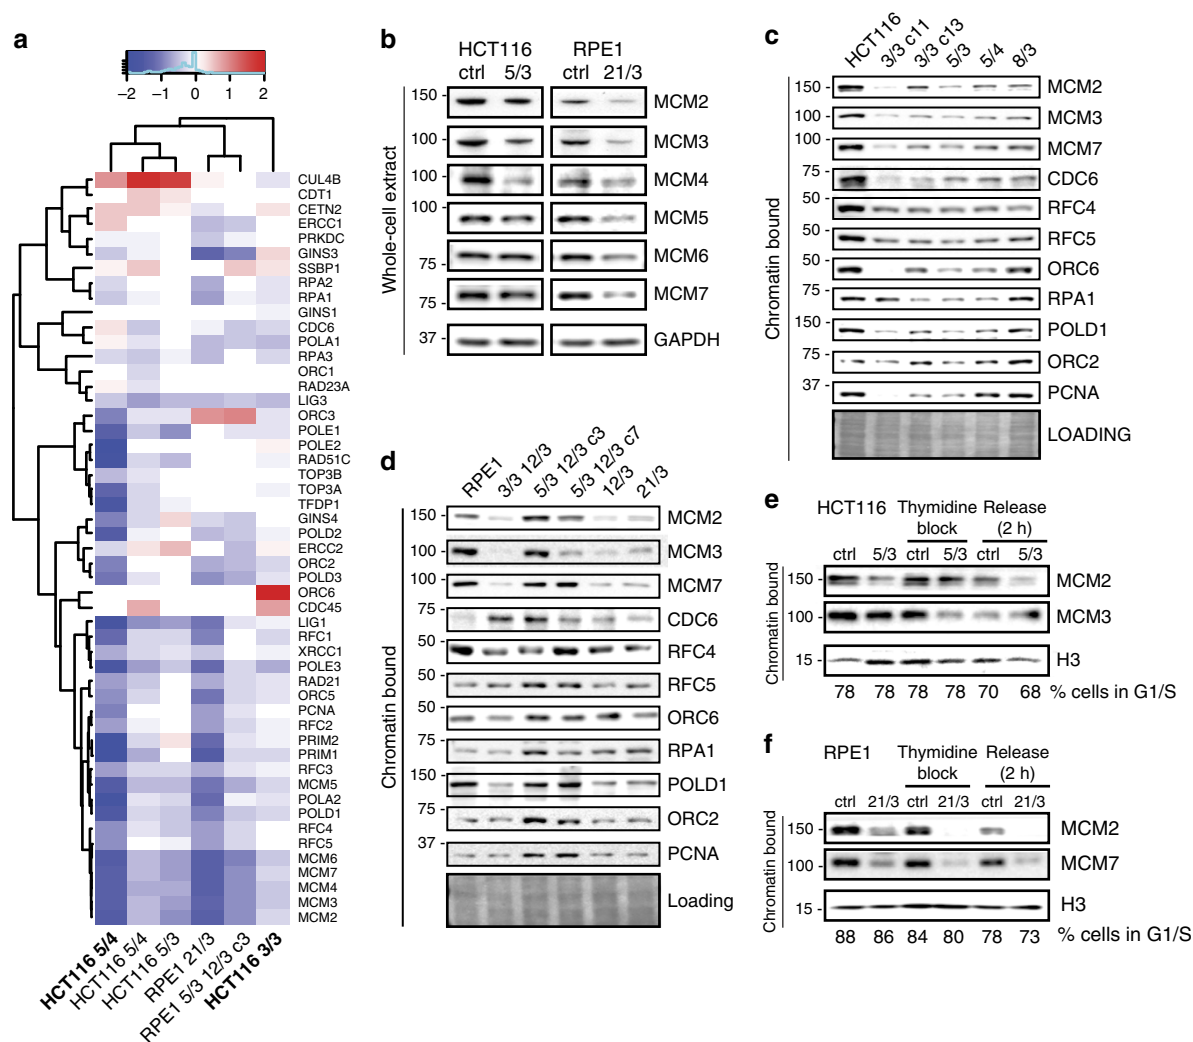 a
−2 −1 0 1 2
CUL4B
CDT1
CETN2
ERCC1
PRKDC
GINS3
SSBP1
RPA2
RPA1
GINS1
CDC6
POLA1
RPA3
ORC1
RAD23A
LIG3
ORC3
POLE1
POLE2
RAD51C
TOP3B
TOP3A
TFDP1
GINS4
POLD2
ERCC2
ORC2
POLD3
ORC6
CDC45
LIG1
RFC1
XRCC1
POLE3
RAD21
ORC5
PCNA
RFC2
PRIM2
PRIM1
RFC3
MCM5
POLA2
POLD1
RFC4
RFC5
MCM6
MCM7
MCM4
MCM3
MCM2
HCT116 5/4
HCT116 5/4
HCT116 5/3
RPE1 21/3
RPE1 5/3 12/3 c3
HCT116 3/3
b
HCT116 RPE1
ctrl 5/3 ctrl 21/3
Whole-cell extract
150 - MCM2
100 - MCM3
100 - MCM4
100 - MCM5
75 - MCM6
75 - MCM7
37 - GAPDH
c
HCT116 3/3 c11 3/3 c13 5/3 5/4 8/3
Chromatin bound
150 - MCM2
100 - MCM3
100 - MCM7
75 - CDC6
50 - RFC4
50 - RFC5
50 - ORC6
75 - RPA1
150 - POLD1
75 - ORC2
37 - PCNA
LOADING
d
RPE1 3/3 12/3 5/3 12/3 c3 5/3 12/3 c7 12/3 21/3
Chromatin bound
150 - MCM2
100 - MCM3
100 - MCM7
75 - CDC6
50 - RFC4
50 - RFC5
50 - ORC6
75 - RPA1
150 - POLD1
75 - ORC2
37 - PCNA
Loading
e
HCT116 Thymidine block Release (2 h)
ctrl 5/3 ctrl 5/3 ctrl 5/3
Chromatin bound
150 - MCM2
100 - MCM3
15 - H3
78 78 78 78 70 68 % cells in G1/S
f
RPE1 Thymidine block Release (2 h)
ctrl 21/3 ctrl 21/3 ctrl 21/3
Chromatin bound
150 - MCM2
100 - MCM7
15 - H3
88 86 84 80 78 73 % cells in G1/S